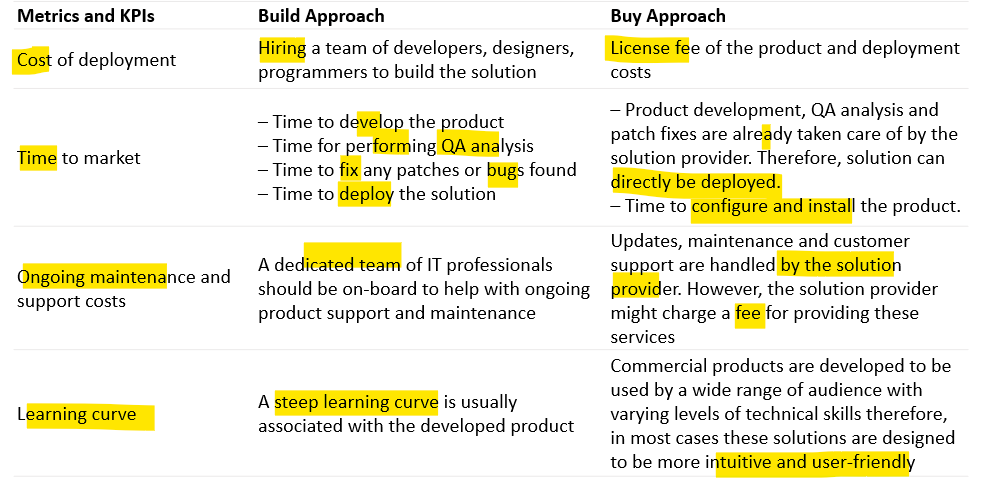 Metrics and KPIs Build Approach Buy Approach
Cost of deployment
Hiring a team of developers, designers,
programmers to build the solution
License fee of the product and deployment
costs
Time to market
– Time to develop the product
– Time for performing QA analysis
– Time to fix any patches or bugs found
– Time to deploy the solution
– Product development, QA analysis and
patch fixes are already taken care of by the
solution provider. Therefore, solution can
directly be deployed.
– Time to configure and install the product.
Ongoing maintenance and
support costs
A dedicated team of IT professionals
should be on-board to help with ongoing
product support and maintenance
Updates, maintenance and customer
support are handled by the solution
provider. However, the solution provider
might charge a fee for providing these
services
Learning curve
A steep learning curve is usually
associated with the developed product
Commercial products are developed to be
used by a wide range of audience with
varying levels of technical skills therefore,
in most cases these solutions are designed
to be more intuitive and user-friendly